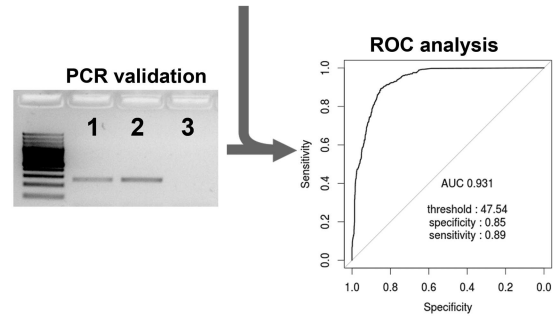 PCR validation
1 2 3
ROC analysis
Sensitivity
1.0
0.8
0.6
0.4
0.2
0.0
AUC 0.931
threshold : 47.54
specificity : 0.85
sensitivity : 0.89
1.0 0.8 0.6 0.4 0.2 0.0
Specificity